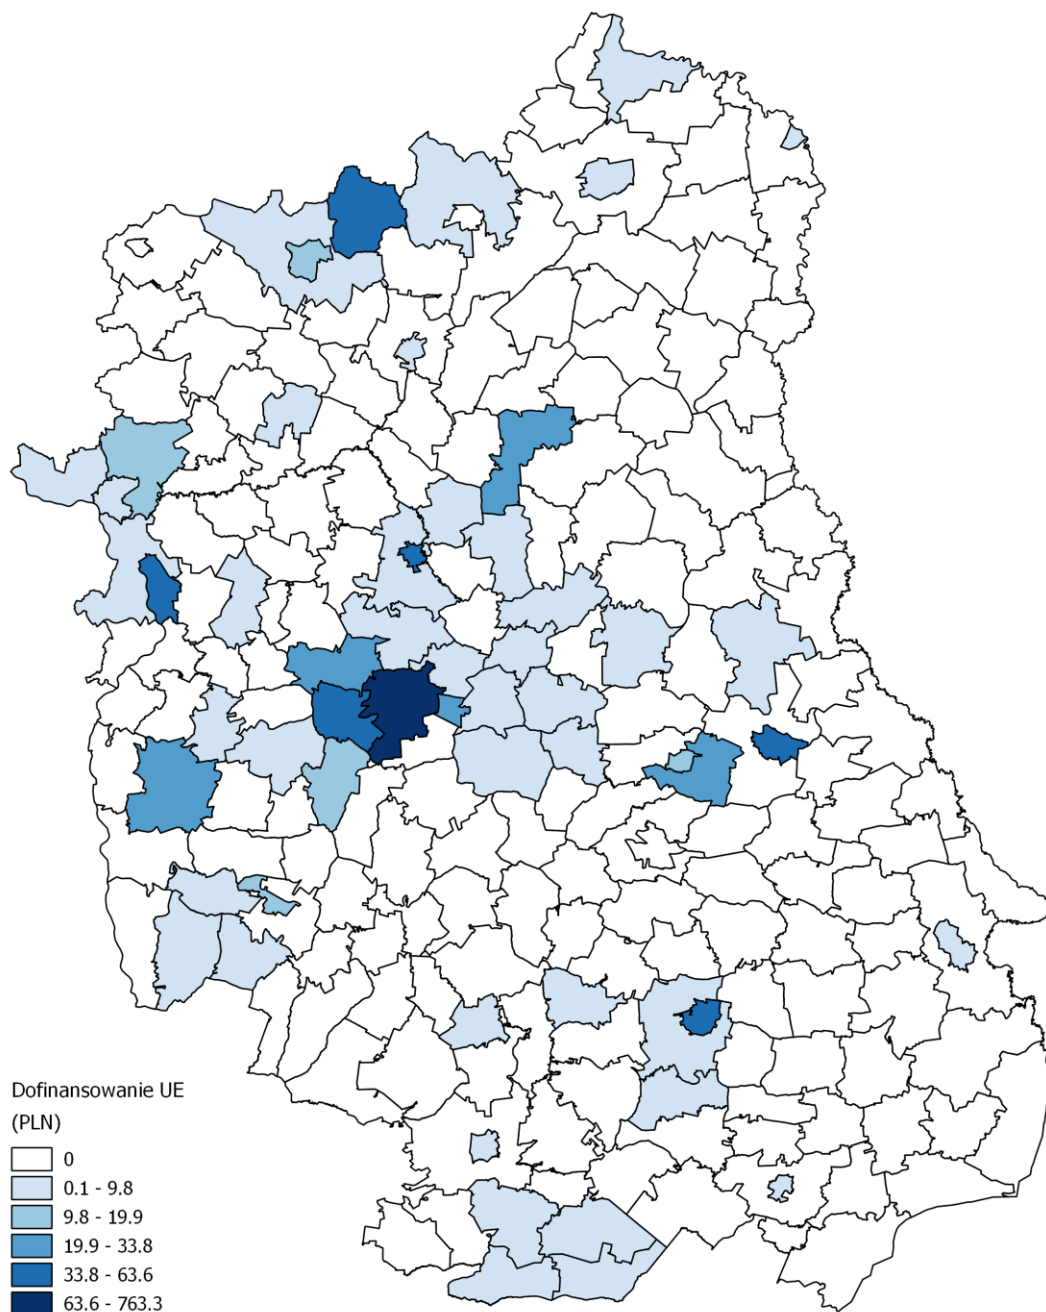 Dofinansowanie UE
(PLN)
0
0.1 - 9.8
9.8 - 19.9
19.9 - 33.8
33.8 - 63.6
63.6 - 763.3